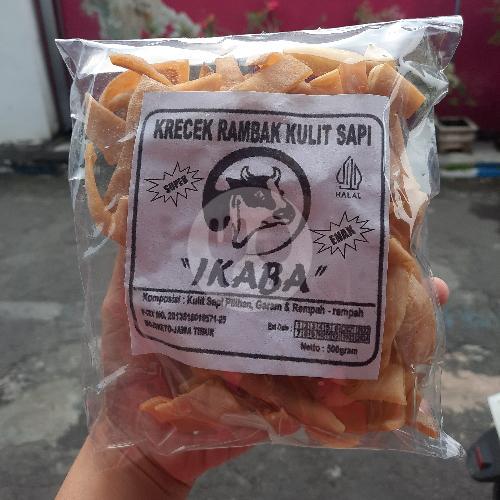 KRECEK RAMBAK KULIT SAPI
SUPER
HALAL
ENAK
"IKABA"
Komposisi : Kulit Sapi Pilihan, Garam & Rempah - rempah
JAWA TIMUR
Netto : 500gram